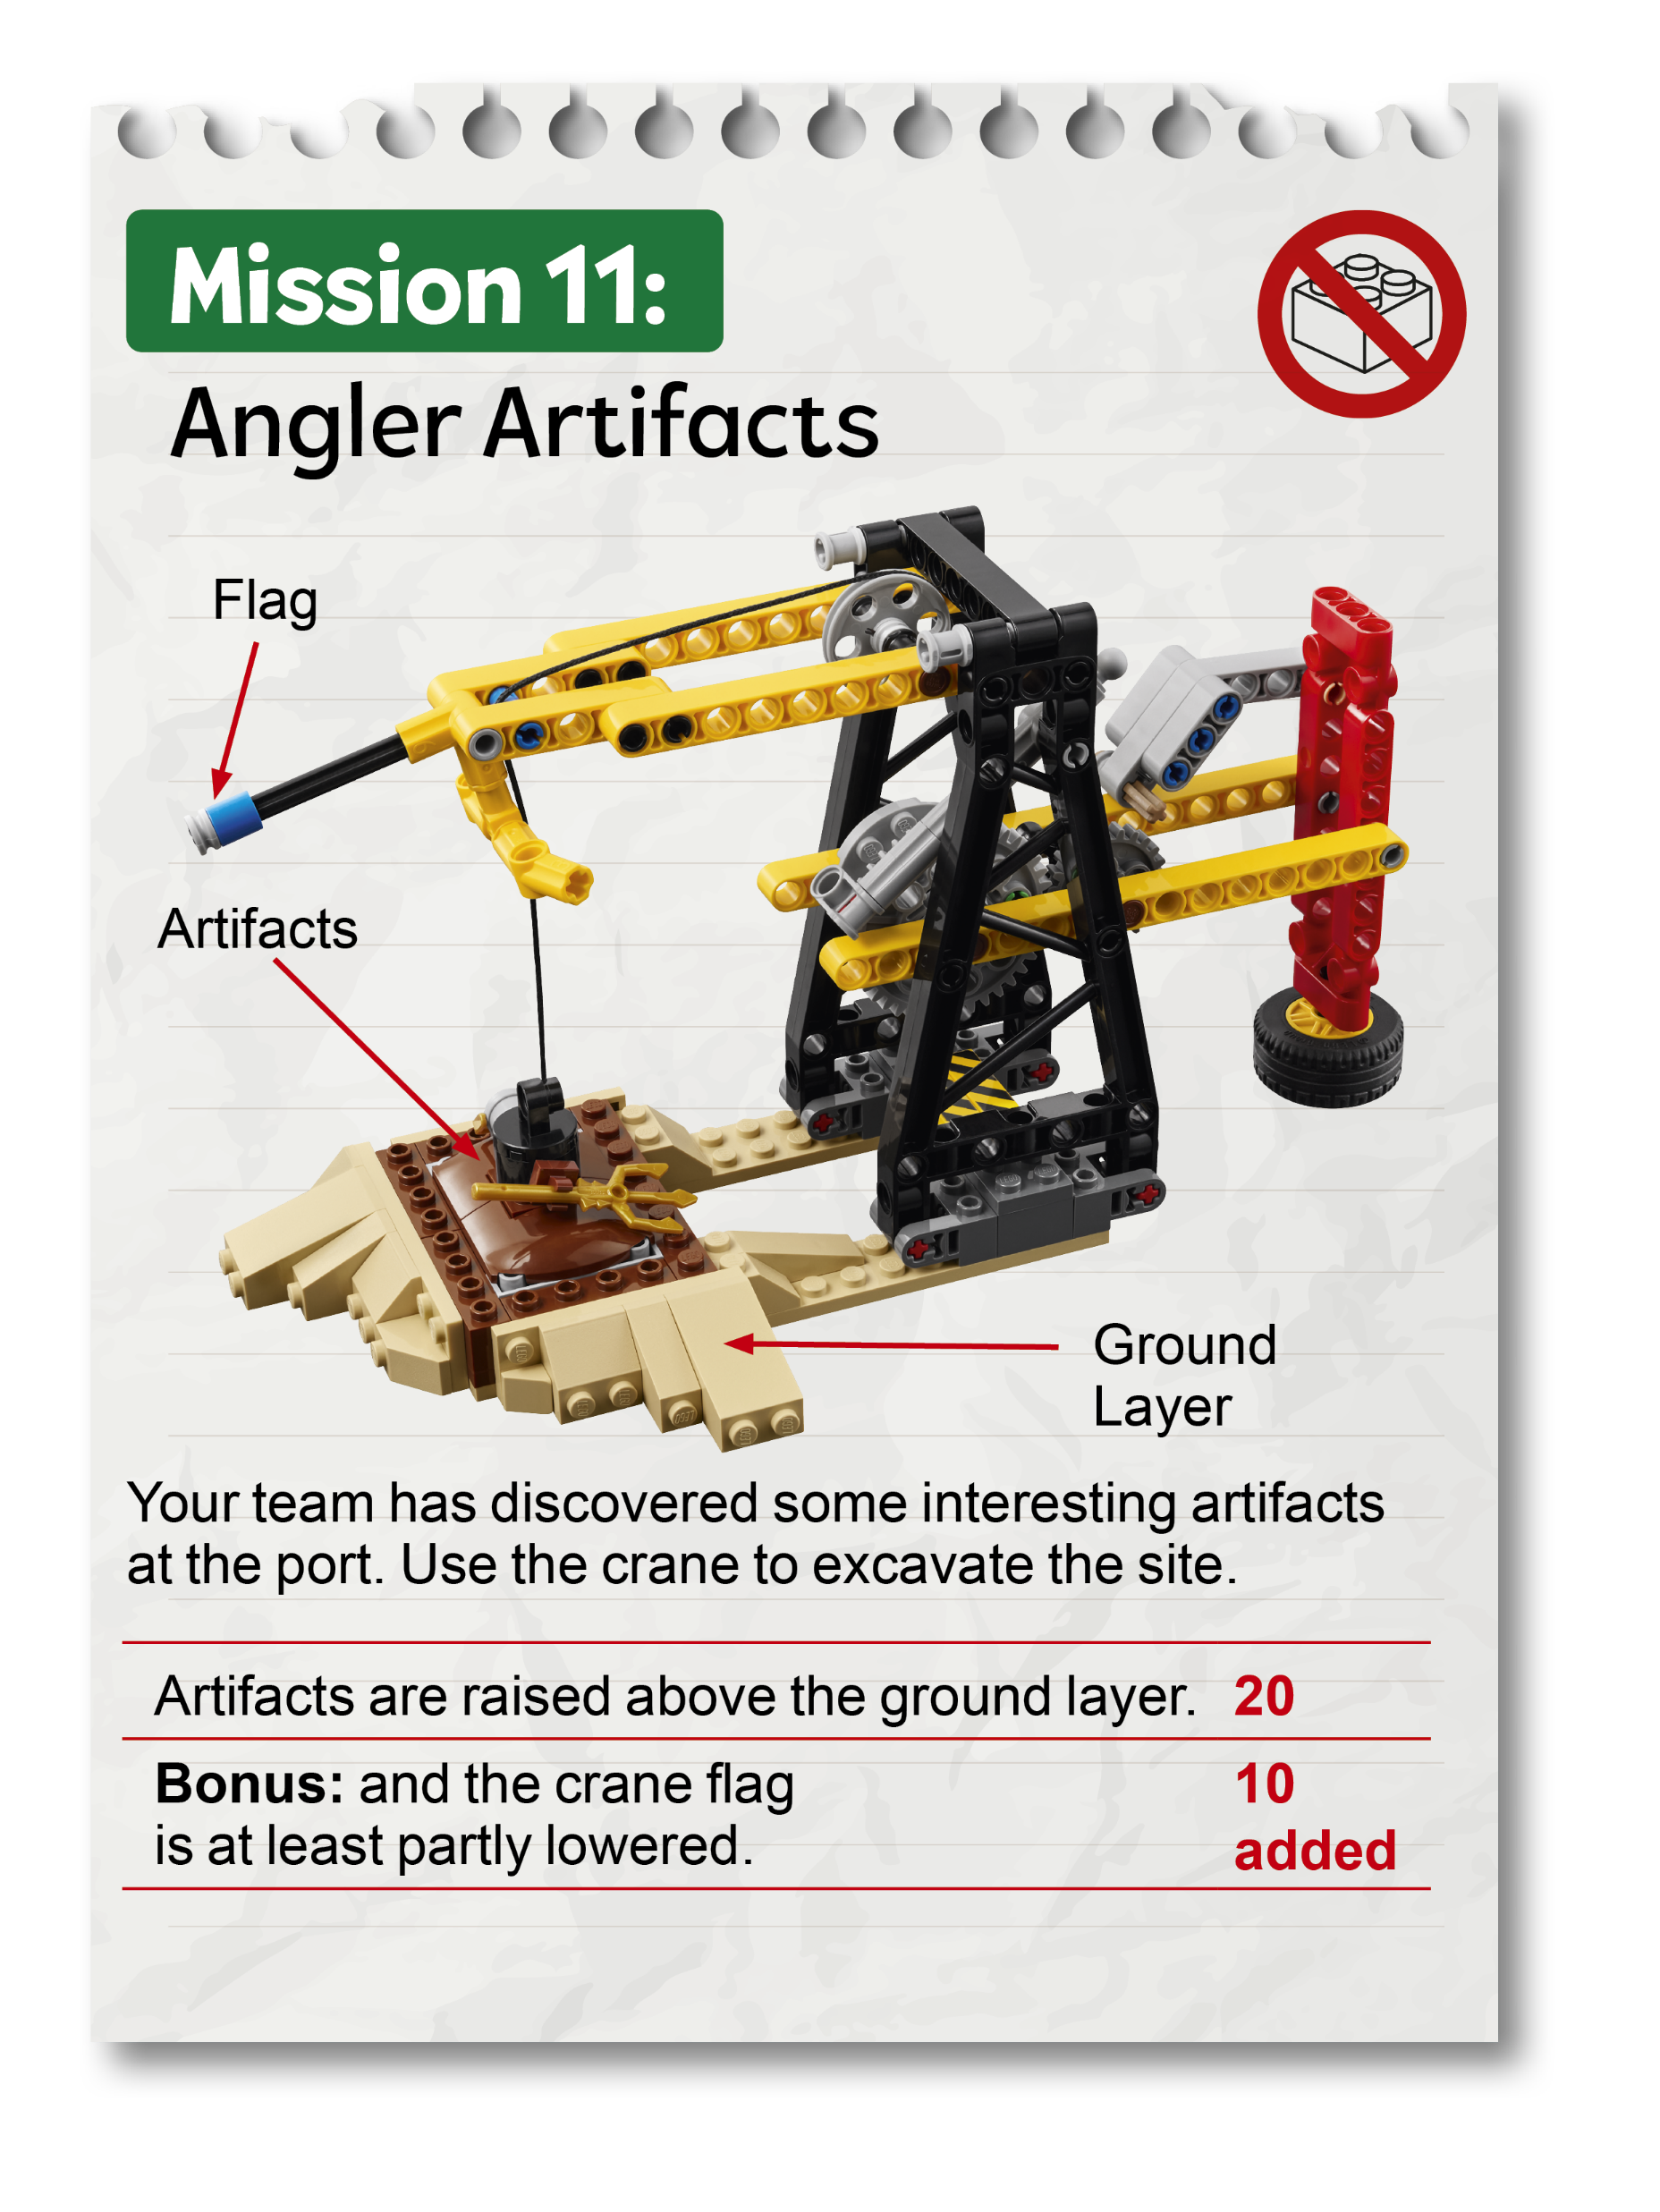 Mission 11:
Angler Artifacts
Flag
Artifacts
Ground
Layer
Your team has discovered some interesting artifacts
at the port. Use the crane to excavate the site.
Artifacts are raised above the ground layer. 20
Bonus: and the crane flag 10
is at least partly lowered. added